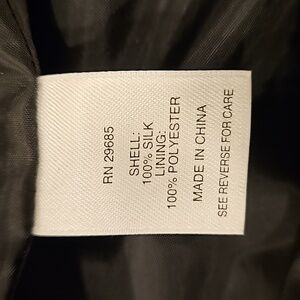 RN 29685
SHELL:
100% SILK
LINING:
100% POLYESTER
MADE IN CHINA
SEE REVERSE FOR CARE